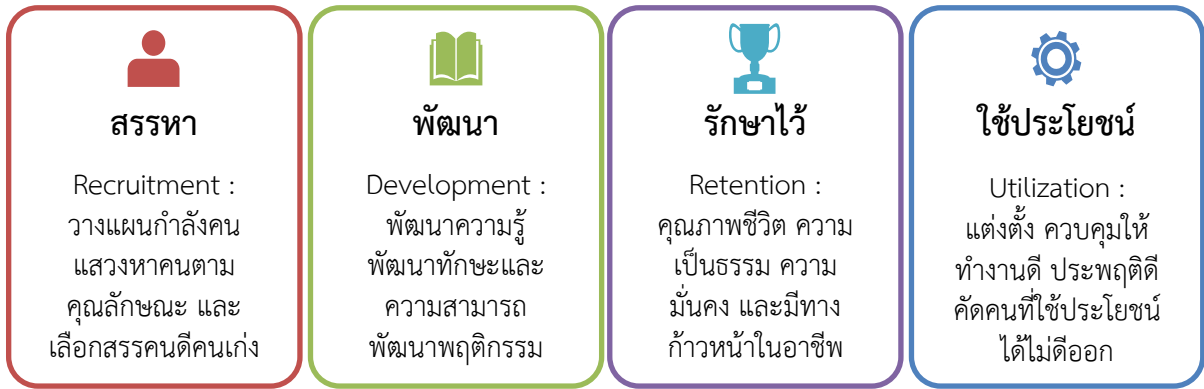 สรรหา
Recruitment :
วางแผนกำลังคน
แสวงหาคนตาม
คุณลักษณะ และ
เลือกสรรคนดีคนเก่ง
พัฒนา
Development :
พัฒนาความรู้
พัฒนาทักษะและ
ความสามารถ
พัฒนาพฤติกรรม
รักษาไว้
Retention :
คุณภาพชีวิต ความ
เป็นธรรม ความ
มั่นคง และมีทาง
ก้าวหน้าในอาชีพ
ใช้ประโยชน์
Utilization :
แต่งตั้ง ควบคุมให้
ทำงานดี ประพฤติดี
คัดคนที่ใช้ประโยชน์
ได้ไม่ดีออก